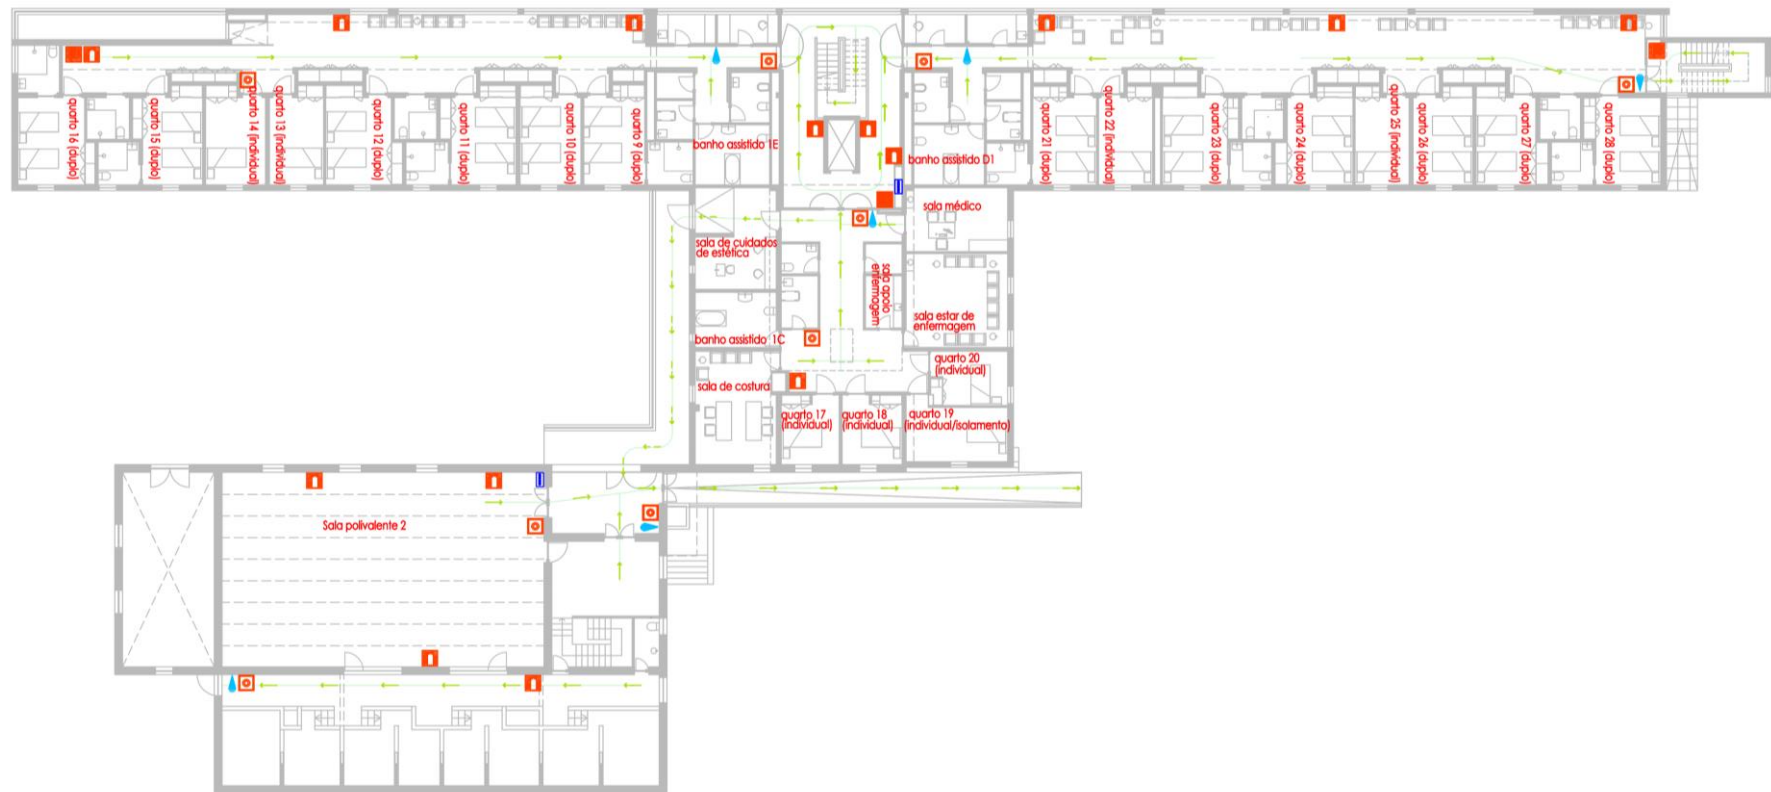 quarto 16 (duplo)
quarto 15 (duplo)
quarto 14 (individual)
quarto 13 (individual)
quarto 12 (duplo)
quarto 11 (duplo)
quarto 10 (duplo)
quarto 9 (duplo)
banho assistido 1E
banho assistido D1
quarto 21 (duplo)
quarto 22 (individual)
quarto 23 (duplo)
quarto 24 (duplo)
quarto 25 (individual)
quarto 26 (duplo)
quarto 27 (duplo)
quarto 28 (duplo)
sala médico
sala de cuidados
de estética
sala apoio
enfermagem
sala estar de
enfermagem
banho assistido 1C
quarto 20
(individual)
sala de costura
quarto 17
(individual)
quarto 18
(individual)
quarto 19
(individual/isolamento)
Sala polivalente 2